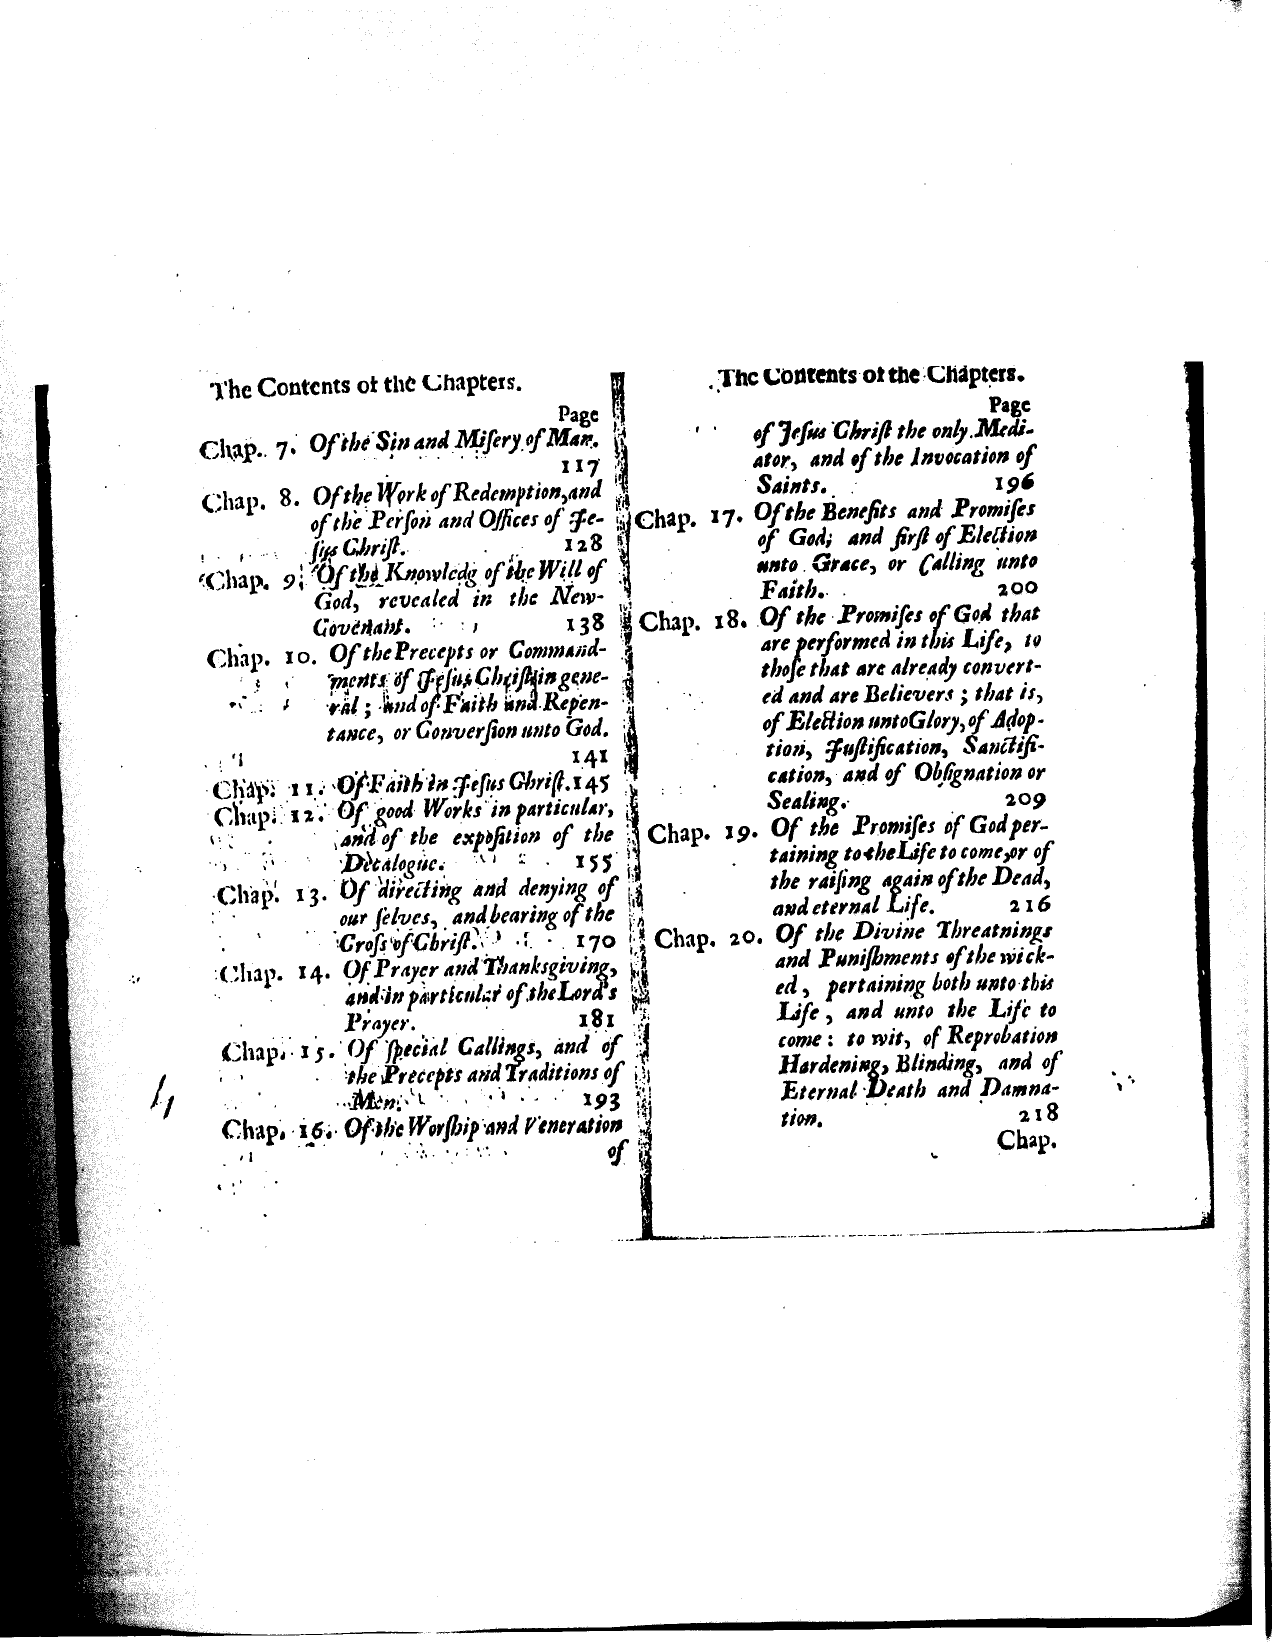 The Contents of the Chapters.
Page
Chap. 7. Of the Sin and Miſery of Man.
117
Chap. 8. Of the Work of Redemption, and
of the Perſon and Offices of Je-
ſus Chriſt. 128
Chap. 9. Of the Knowledg of the Will of
God, revealed in the New-
Covenant. 138
Chap. 10. Of the Precepts or Command-
ments of Jeſus Chriſt in gene-
ral; and of Faith and Repen-
tance, or Converſion unto God.
141
Chap. 11. Of Faith in Jeſus Chriſt. 145
Chap. 12. Of good Works in particular,
and of the expoſition of the
Decalogue. 155
Chap. 13. Of directing and denying of
our ſelves, and bearing of the
Croſs of Chriſt. 170
Chap. 14. Of Prayer and Thanksgiving,
and in particular of the Lord's
Prayer. 181
Chap. 15. Of ſpecial Callings, and of
the Precepts and Traditions of
Men. 193
Chap. 16. Of the Worſhip and Veneration
of
The Contents of the Chapters.
Page
of Jeſus Chriſt the only Medi-
ator, and of the Invocation of
Saints. 196
Chap. 17. Of the Benefits and Promiſes
of God; and firſt of Election
unto Grace, or Calling unto
Faith. 200
Chap. 18. Of the Promiſes of God that
are performed in this Life, to
thoſe that are already convert-
ed and are Believers; that is,
of Election unto Glory, of Adop-
tion, Juſtification, Sanctifi-
cation, and of Obſignation or
Sealing. 209
Chap. 19. Of the Promiſes of God per-
taining to the Life to come, or of
the raiſing again of the Dead,
and eternal Life. 216
Chap. 20. Of the Divine Threatnings
and Puniſhments of the wick-
ed, pertaining both unto this
Life, and unto the Life to
come: to wit, of Reprobation
Hardening, Blinding, and of
Eternal Death and Damna-
tion. 218
Chap.